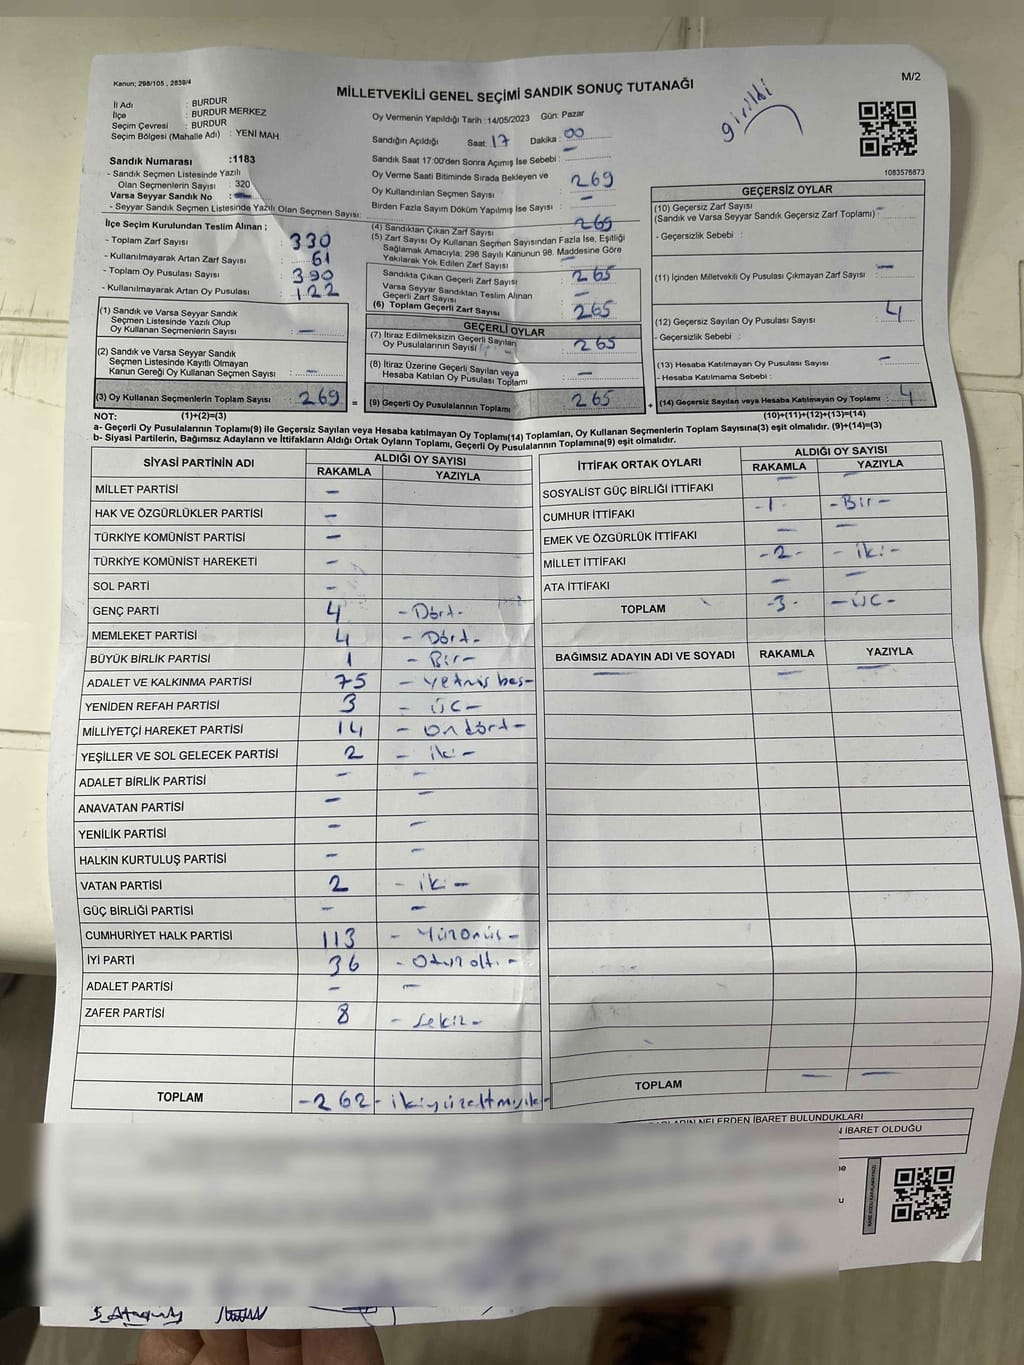 Kanun; 298/105 , 2839/4
M/2
MİLLETVEKİLİ GENEL SEÇİMİ SANDIK SONUÇ TUTANAĞI
girildi
İl Adı : BURDUR
İlçe : BURDUR MERKEZ
Seçim Çevresi : BURDUR
Seçim Bölgesi (Mahalle Adı) : YENİ MAH.
Sandık Numarası :1183
- Sandık Seçmen Listesinde Yazılı
Olan Seçmenlerin Sayısı : 320
Varsa Seyyar Sandık No : -
- Seyyar Sandık Seçmen Listesinde Yazılı Olan Seçmen Sayısı:
Oy Vermenin Yapıldığı Tarih :14/05/2023 Gün: Pazar
Sandığın Açıldığı Saat: 17 Dakika: 00
Sandık Saat 17:00'den Sonra Açımış İse Sebebi :
Oy Verme Saati Bitiminde Sırada Bekleyen ve
Oy Kullandırılan Seçmen Sayısı : 269
Birden Fazla Sayım Döküm Yapılmış İse Sayısı : -
1083576873
İlçe Seçim Kurulundan Teslim Alınan ;
- Toplam Zarf Sayısı : 330
- Kullanılmayarak Artan Zarf Sayısı : 61
- Toplam Oy Pusulası Sayısı : 390
- Kullanılmayarak Artan Oy Pusulası : 122
(1) Sandık ve Varsa Seyyar Sandık
Seçmen Listesinde Yazılı Olup
Oy Kullanan Seçmenlerin Sayısı : -
(2) Sandık ve Varsa Seyyar Sandık
Seçmen Listesinde Kayıtlı Olmayan
Kanun Gereği Oy Kullanan Seçmen Sayısı : -
(3) Oy Kullanan Seçmenlerin Toplam Sayısı : 269 =
(4) Sandıktan Çıkan Zarf Sayısı : 269
(5) Zarf Sayısı Oy Kullanan Seçmen Sayısından Fazla İse, Eşitliği
Sağlamak Amacıyla; 298 Sayılı Kanunun 98. Maddesine Göre
Yakılarak Yok Edilen Zarf Sayısı : -
Sandıkta Çıkan Geçerli Zarf Sayısı : 265
Varsa Seyyar Sandıktan Teslim Alınan
Geçerli Zarf Sayısı : -
(6) Toplam Geçerli Zarf Sayısı : 265
GEÇERLİ OYLAR
(7) İtiraz Edilmeksizin Geçerli Sayılan
Oy Pusulalarının Sayısı : 265
(8) İtiraz Üzerine Geçerli Sayılan veya
Hesaba Katılan Oy Pusulası Toplamı : -
(9) Geçerli Oy Pusulalarının Toplamı : 265 +
GEÇERSİZ OYLAR
(10) Geçersiz Zarf Sayısı
(Sandık ve Varsa Seyyar Sandık Geçersiz Zarf Toplamı) : -
- Geçersizlik Sebebi :
(11) İçinden Milletvekili Oy Pusulası Çıkmayan Zarf Sayısı : -
(12) Geçersiz Sayılan Oy Pusulası Sayısı : 4
- Geçersizlik Sebebi :
(13) Hesaba Katılmayan Oy Pusulası Sayısı : -
- Hesaba Katılmama Sebebi :
(14) Geçersiz Sayılan veya Hesaba Katılmayan Oy Toplamı : 4
NOT: (1)+(2)=(3) (10)+(11)+(12)+(13)=(14)
a- Geçerli Oy Pusulalarının Toplamı(9) ile Geçersiz Sayılan veya Hesaba katılmayan Oy Toplamı(14) Toplamları, Oy Kullanan Seçmenlerin Toplam Sayısına(3) eşit olmalıdır. (9)+(14)=(3)
b- Siyasi Partilerin, Bağımsız Adayların ve İttifakların Aldığı Ortak Oyların Toplamı, Geçerli Oy Pusulalarının Toplamına(9) eşit olmalıdır.
SİYASİ PARTİNİN ADI ALDIĞI OY SAYISI
RAKAMLA YAZIYLA
MİLLET PARTİSİ -
HAK VE ÖZGÜRLÜKLER PARTİSİ -
TÜRKİYE KOMÜNİST PARTİSİ -
TÜRKİYE KOMÜNİST HAREKETİ -
SOL PARTİ -
GENÇ PARTİ 4 - Dört -
MEMLEKET PARTİSİ 4 - Dört -
BÜYÜK BİRLİK PARTİSİ 1 - Bir -
ADALET VE KALKINMA PARTİSİ 75 - Yetmiş beş -
YENİDEN REFAH PARTİSİ 3 - ÜC -
MİLLİYETÇİ HAREKET PARTİSİ 14 - Ondört -
YEŞİLLER VE SOL GELECEK PARTİSİ 2 - iki -
ADALET BİRLİK PARTİSİ - -
ANAVATAN PARTİSİ - -
YENİLİK PARTİSİ - -
HALKIN KURTULUŞ PARTİSİ - -
VATAN PARTİSİ 2 - iki -
GÜÇ BİRLİĞİ PARTİSİ - -
CUMHURİYET HALK PARTİSİ 113 - Yüzonüs -
İYİ PARTİ 36 - Otuzaltı -
ADALET PARTİSİ - -
ZAFER PARTİSİ 8 - Sekiz -
TOPLAM - 262 - ikiyüzaltmışiki -
İTTİFAK ORTAK OYLARI ALDIĞI OY SAYISI
RAKAMLA YAZIYLA
SOSYALİST GÜÇ BİRLİĞİ İTTİFAKI - -
CUMHUR İTTİFAKI -1- - Bir -
EMEK VE ÖZGÜRLÜK İTTİFAKI - -
MİLLET İTTİFAKI -2- - iki -
ATA İTTİFAKI - -
TOPLAM -3- - ÜC -
BAĞIMSIZ ADAYIN ADI VE SOYADI RAKAMLA YAZIYLA
- - -
TOPLAM - -
NELERDEN İBARET BULUNDUKLARI
İBARET OLDUĞU